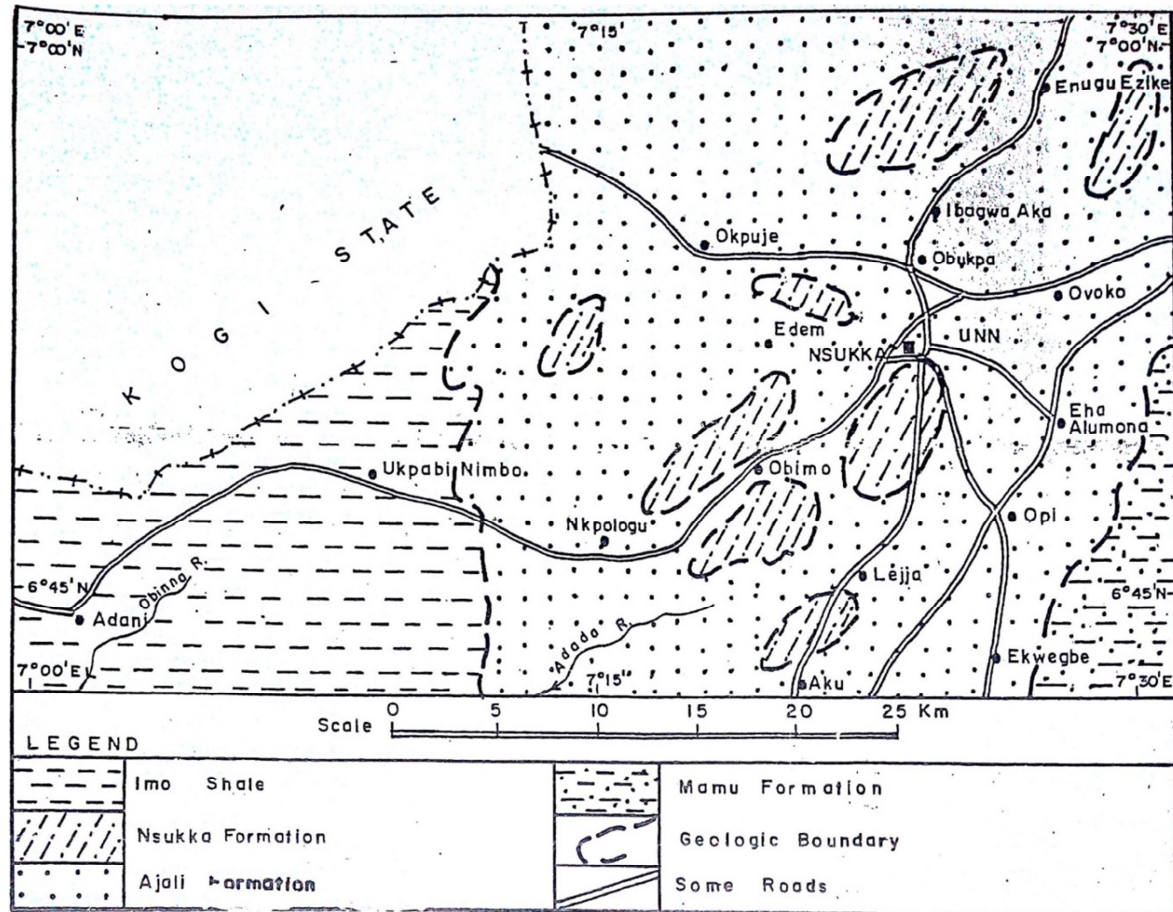 7°00'E
7°00'N
7°15'
7°30'E
7°00'N
Enugu Ezike
KOGI STATE
Ibagwa Aka
Okpuje
Obukpa
Ovoko
Edem
NSUKKA
UNN
Eha
Alumona
Ukpabi Nimbo
Obimo
Opi
Nkpologu
6°45'N
Obinna R.
Lejja
6°45'N
Adani
Adada R.
Ekwegbe
7°00'E
7°15'
Aku
7°30'E
Scale 0 5 10 15 20 25 Km
LEGEND
Imo Shale
Mamu Formation
Nsukka Formation
Geologic Boundary
Ajali Formation
Some Roads